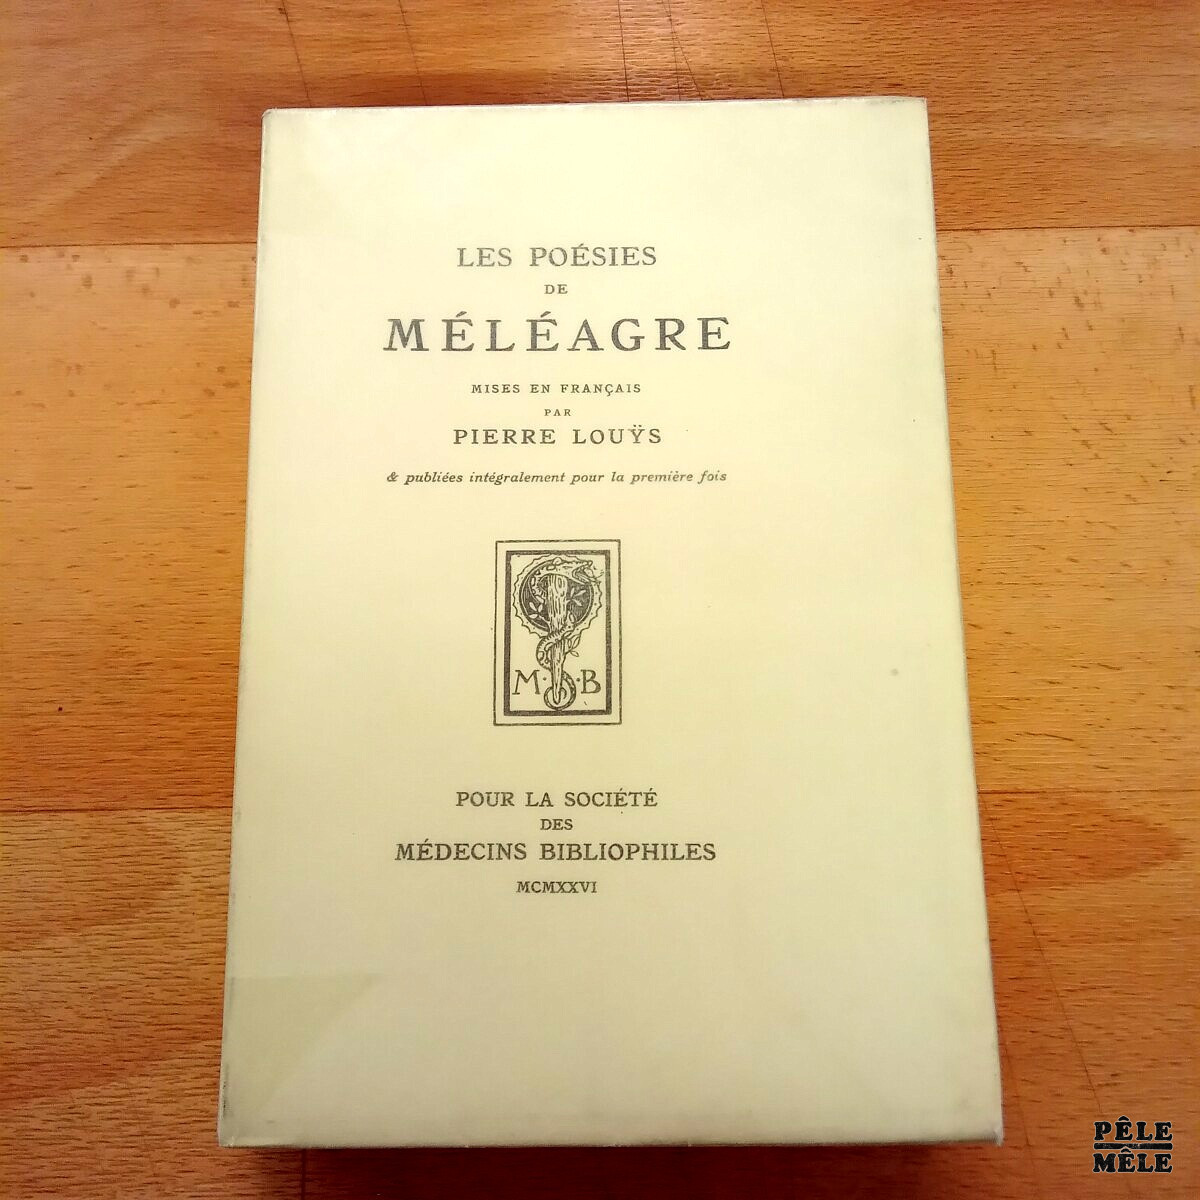 LES POÉSIES
DE
MÉLÉAGRE
MISES EN FRANÇAIS
PAR
PIERRE LOUŸS
& publiées intégralement pour la première fois
M · B
POUR LA SOCIÉTÉ
DES
MÉDECINS BIBLIOPHILES
MCMXXVI
PÊLE
MÊLE